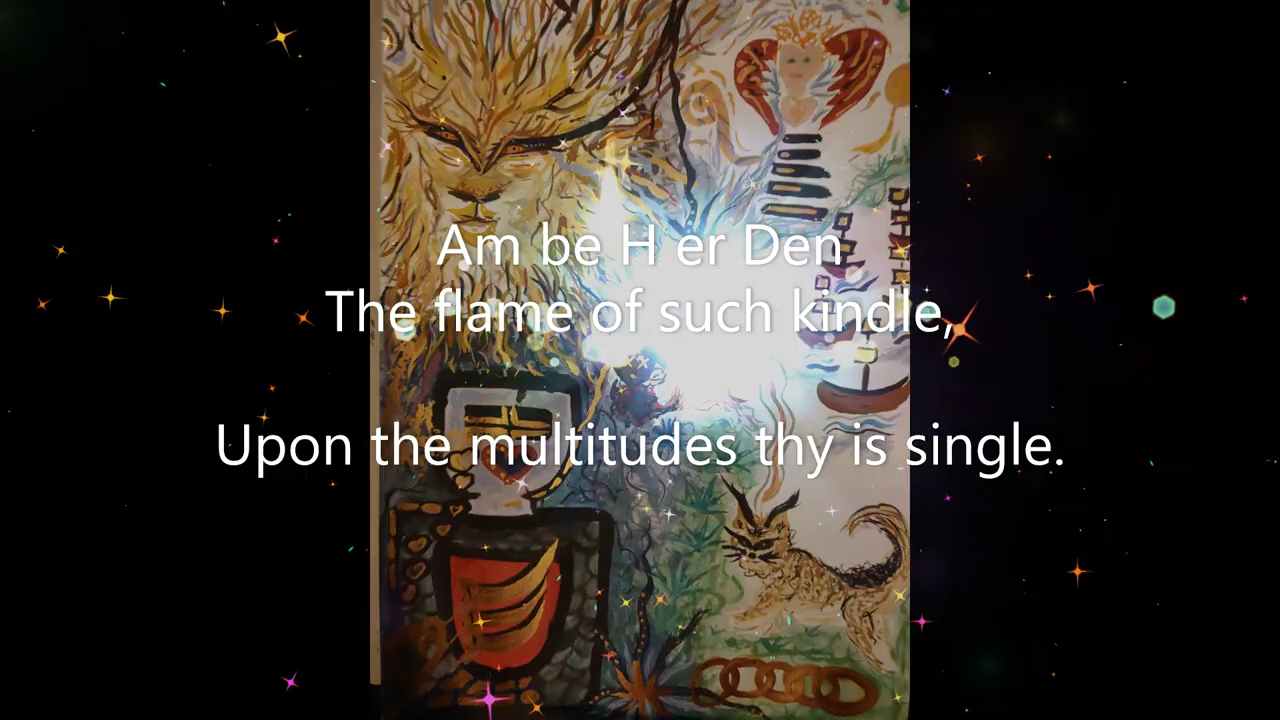 Am be H er Den
The flame of such kindle,
Upon the multitudes thy is single.